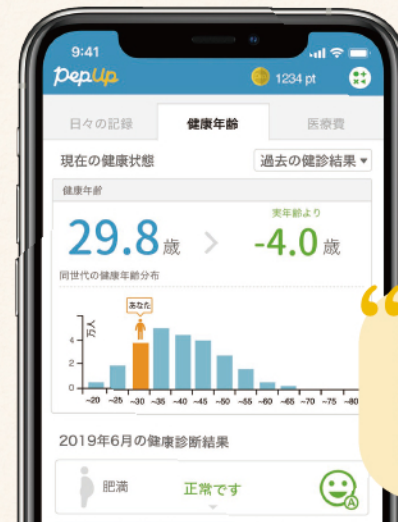 9:41
PepUp
1234 pt
日々の記録 健康年齢 医療費
現在の健康状態 過去の健診結果▼
健康年齢
29.8歳 > 実年齢より -4.0歳
同世代の健康年齢分布
あなた
万人
4
2
0
~20 ~25 ~30 ~35 ~40 ~45 ~50 ~55 ~60 ~65 ~70 ~75 ~80
2019年6月の健康診断結果
肥満 正常です A
“